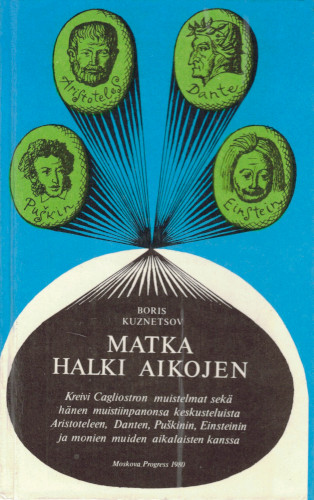 Aristoteles
Dante
Puškin
Einstein
BORIS
KUZNETSOV
MATKA
HALKI AIKOJEN
Kreivi Cagliostron muistelmat sekä
hänen muistiinpanonsa keskusteluista
Aristoteleen, Danten, Puškinin, Einsteinin
ja monien muiden aikalaisten kanssa
Moskova Progress 1980